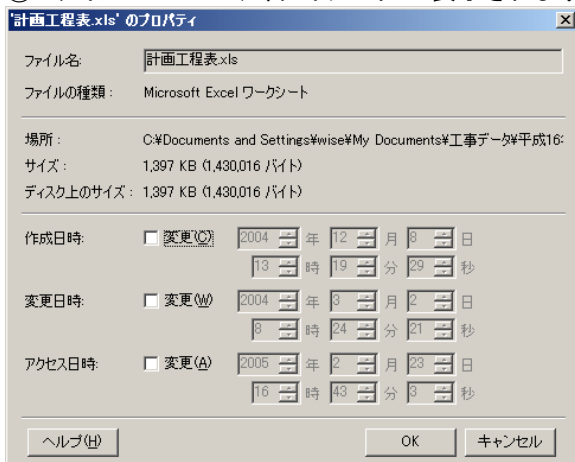 '計画工程表.xls' のプロパティ
ファイル名: 計画工程表.xls
ファイルの種類: Microsoft Excel ワークシート
場所: C:¥Documents and Settings¥wise¥My Documents¥工事データ¥平成16
サイズ: 1,397 KB (1,430,016 バイト)
ディスク上のサイズ: 1,397 KB (1,430,016 バイト)
作成日時: 変更(C) 2004 年 12 月 8 日
13 時 19 分 29 秒
変更日時: 変更(W) 2004 年 3 月 2 日
8 時 24 分 21 秒
アクセス日時: 変更(A) 2005 年 2 月 23 日
16 時 43 分 3 秒
ヘルプ(H) OK キャンセル